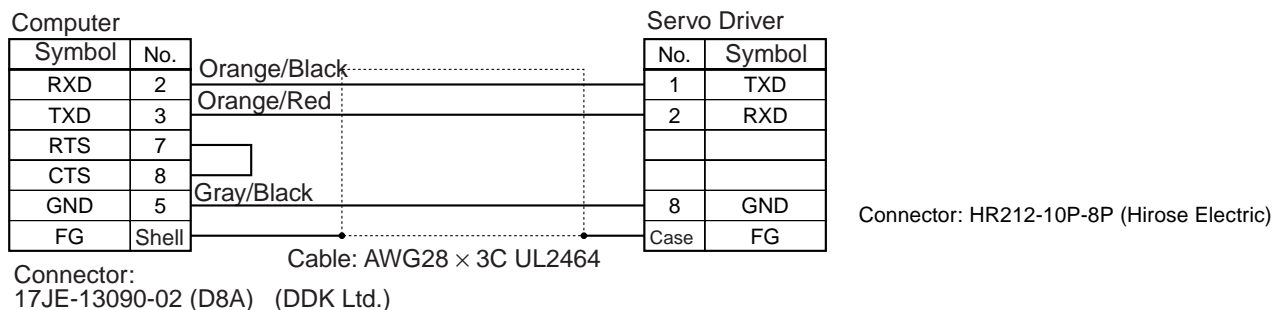 Computer
Servo Driver
Symbol No.
No. Symbol
Orange/Black
RXD 2
1 TXD
Orange/Red
TXD 3
2 RXD
RTS 7
CTS 8
Gray/Black
GND 5
8 GND
Connector: HR212-10P-8P (Hirose Electric)
FG Shell
Case FG
Cable: AWG28 × 3C UL2464
Connector:
17JE-13090-02 (D8A) (DDK Ltd.)